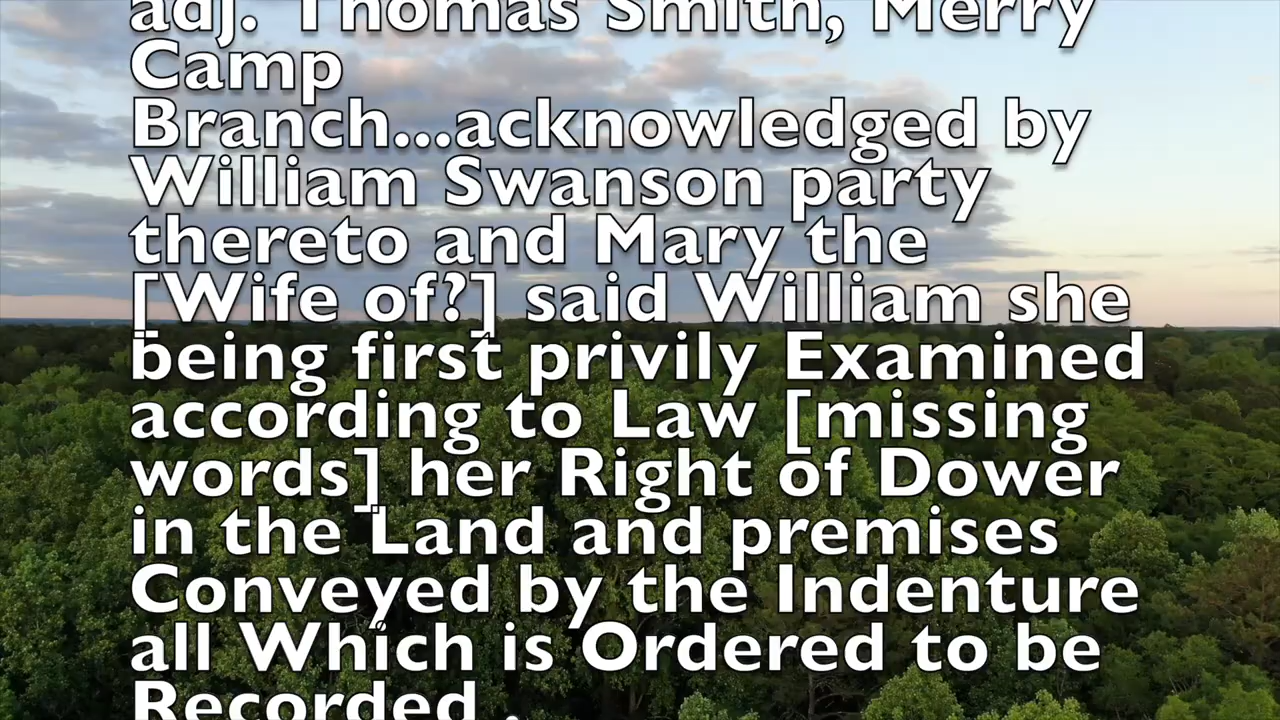 adj. Thomas Smith, Merry
Camp
Branch...acknowledged by
William Swanson party
thereto and Mary the
[Wife of?] said William she
being first privily Examined
according to Law [missing
words] her Right of Dower
in the Land and premises
Conveyed by the Indenture
all Which is Ordered to be
Recorded .